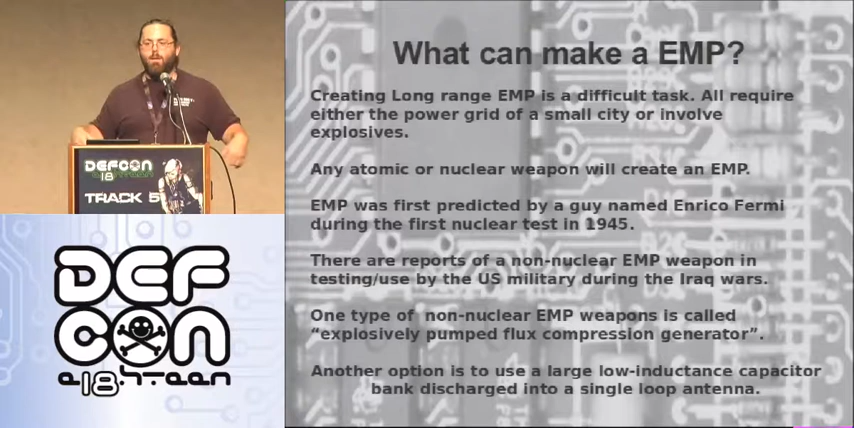 What can make a EMP?
Creating Long range EMP is a difficult task. All require
either the power grid of a small city or involve
explosives.
Any atomic or nuclear weapon will create an EMP.
EMP was first predicted by a guy named Enrico Fermi
during the first nuclear test in 1945.
There are reports of a non-nuclear EMP weapon in
testing/use by the US military during the Iraq wars.
One type of non-nuclear EMP weapons is called
“explosively pumped flux compression generator”.
Another option is to use a large low-inductance capacitor
bank discharged into a single loop antenna.
DEFCON
18
TRACK 5
DEF
CON
e18hteen